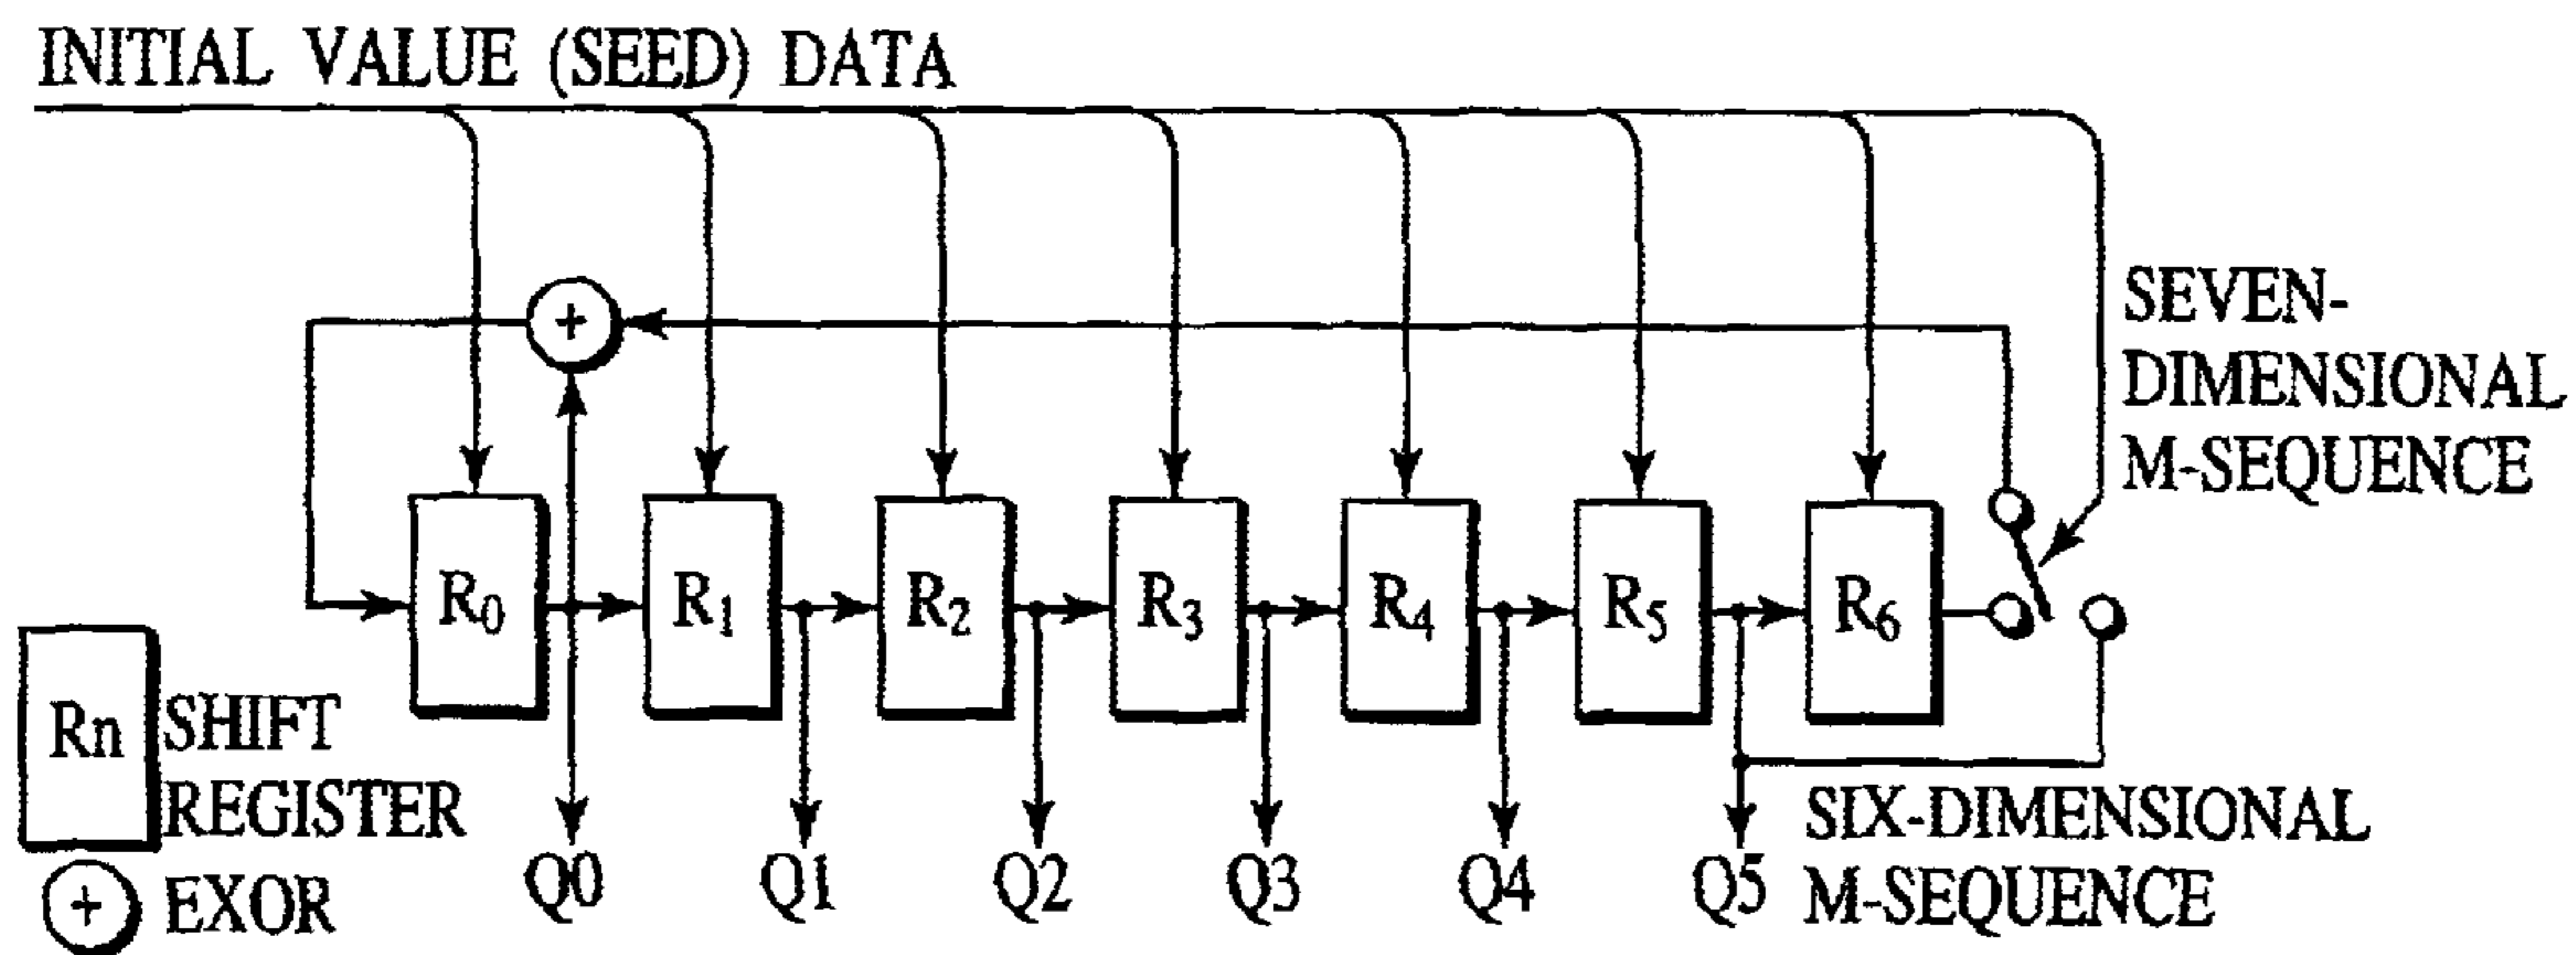 INITIAL VALUE (SEED) DATA
SEVEN-
DIMENSIONAL
M-SEQUENCE
+
R0
R1
R2
R3
R4
R5
R6
Rn
SHIFT
REGISTER
+
EXOR
Q0
Q1
Q2
Q3
Q4
Q5
SIX-DIMENSIONAL
M-SEQUENCE